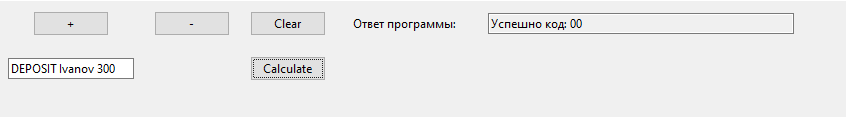 + - Clear Ответ программы: Успешно код: 00
DEPOSIT Ivanov 300 Calculate